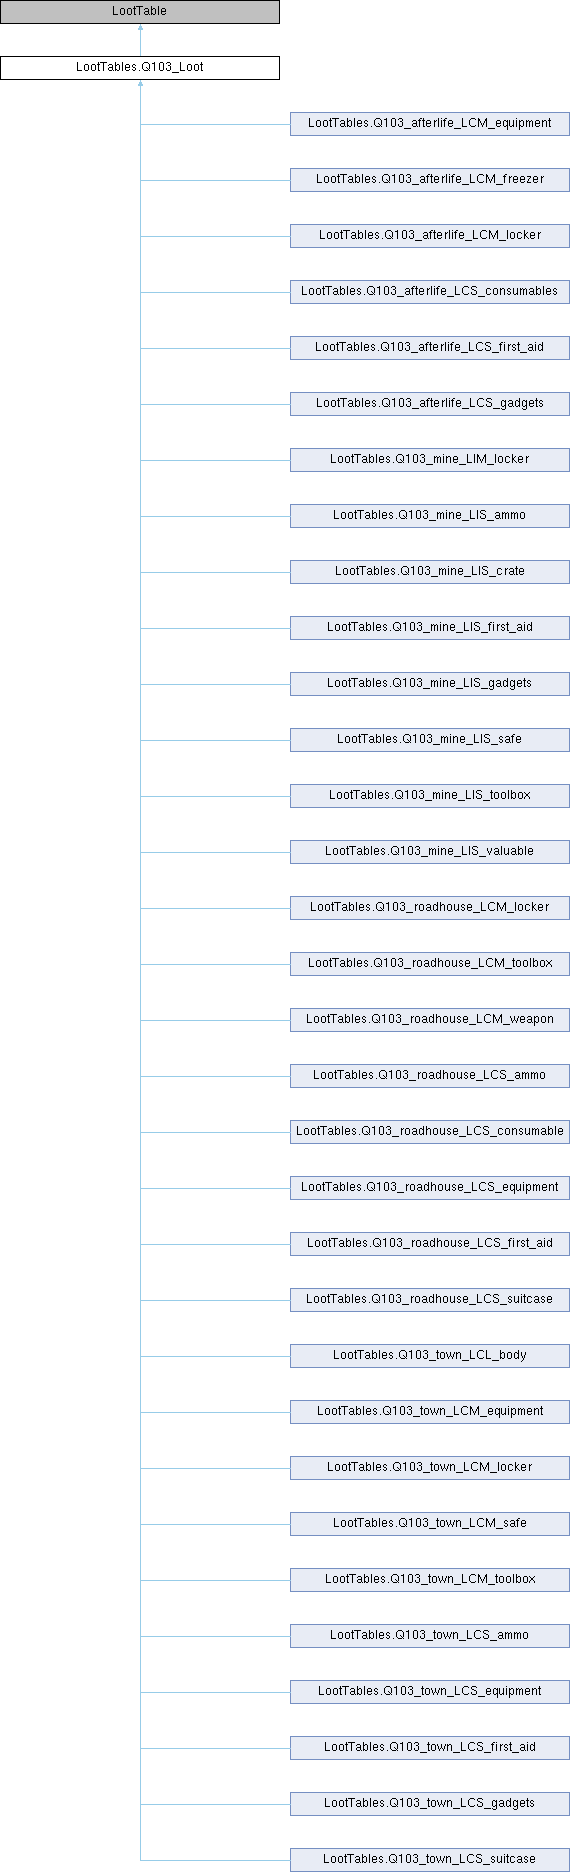 LootTable
LootTables.Q103_Loot
LootTables.Q103_afterlife_LCM_equipment
LootTables.Q103_afterlife_LCM_freezer
LootTables.Q103_afterlife_LCM_locker
LootTables.Q103_afterlife_LCS_consumables
LootTables.Q103_afterlife_LCS_first_aid
LootTables.Q103_afterlife_LCS_gadgets
LootTables.Q103_mine_LIM_locker
LootTables.Q103_mine_LIS_ammo
LootTables.Q103_mine_LIS_crate
LootTables.Q103_mine_LIS_first_aid
LootTables.Q103_mine_LIS_gadgets
LootTables.Q103_mine_LIS_safe
LootTables.Q103_mine_LIS_toolbox
LootTables.Q103_mine_LIS_valuable
LootTables.Q103_roadhouse_LCM_locker
LootTables.Q103_roadhouse_LCM_toolbox
LootTables.Q103_roadhouse_LCM_weapon
LootTables.Q103_roadhouse_LCS_ammo
LootTables.Q103_roadhouse_LCS_consumable
LootTables.Q103_roadhouse_LCS_equipment
LootTables.Q103_roadhouse_LCS_first_aid
LootTables.Q103_roadhouse_LCS_suitcase
LootTables.Q103_town_LCL_body
LootTables.Q103_town_LCM_equipment
LootTables.Q103_town_LCM_locker
LootTables.Q103_town_LCM_safe
LootTables.Q103_town_LCM_toolbox
LootTables.Q103_town_LCS_ammo
LootTables.Q103_town_LCS_equipment
LootTables.Q103_town_LCS_first_aid
LootTables.Q103_town_LCS_gadgets
LootTables.Q103_town_LCS_suitcase